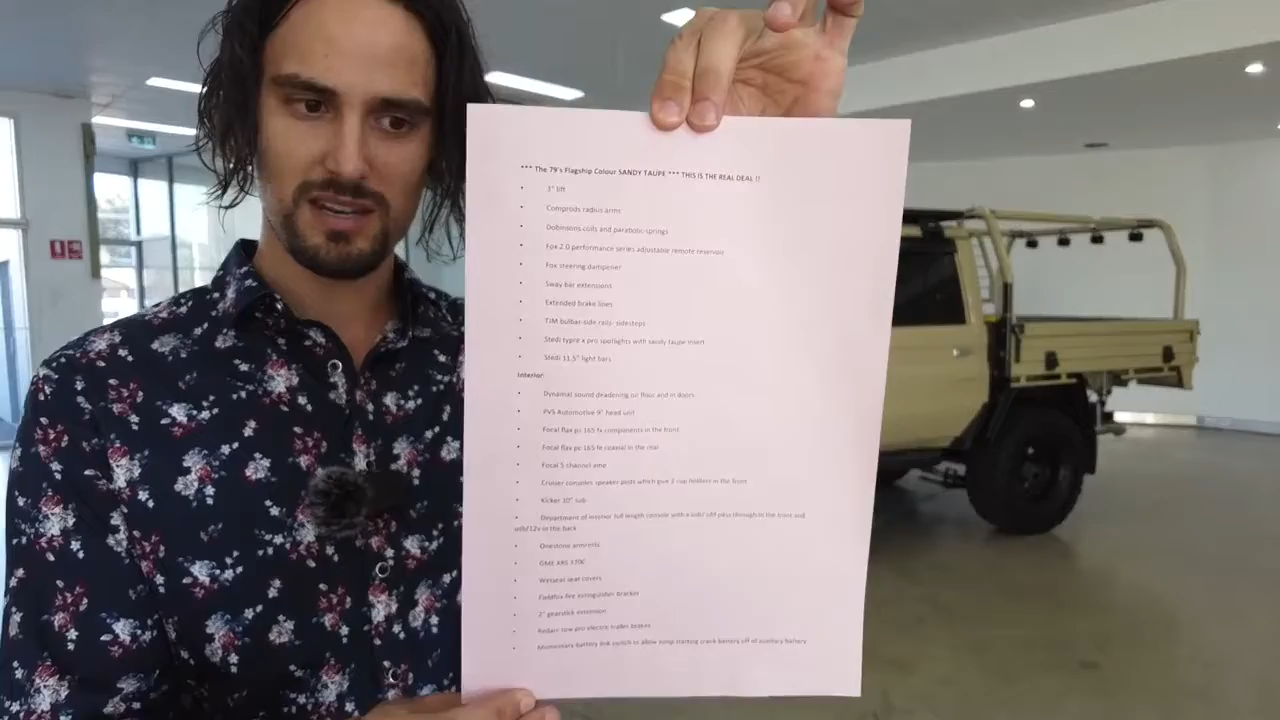 *** The 79's Flagship Colour SANDY TAUPE *** THIS IS THE REAL DEAL !!
• 3" lift
• Comprods radius arms
• Dobinsons coils and parabolic springs
• Fox 2.0 performance series adjustable remote reservoir
• Fox steering dampener
• Sway bar extensions
• Extended brake lines
• TJM bulbar-side rails- sidesteps
• Stedi typre x pro spotlights with sandy taupe insert
• Stedi 11.5" light bars
Interior:
• Dynamat sound deadening on floor and in doors
• PVS Automotive 9" head unit
• Focal flax pc 165 fx components in the front
• Focal flax pc 165 fe coaxial in the rear
• Focal 5 channel amp
• Cruiser consoles speaker pods which give 2 cup holders in the front
• Kicker 10" sub
• Department of interior full length console with a usb/ uhf pass through in the front and
usb/ 12v in the back
• Onestone armrests
• GME XRS
• Wetseat seat covers
• Fieldfox fire extinguisher bracket
• 2" gearstick extension
• Redarc tow pro electric trailer brakes
• Momentary battery link switch to allow jump starting crank battery off of auxiliary battery